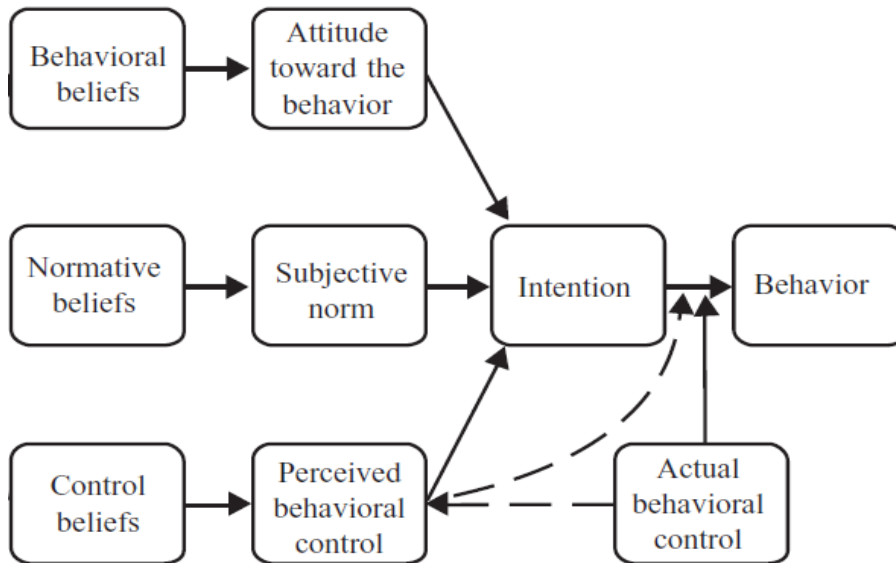 Behavioral
beliefs
Attitude
toward the
behavior
Normative
beliefs
Subjective
norm
Intention
Behavior
Control
beliefs
Perceived
behavioral
control
Actual
behavioral
control